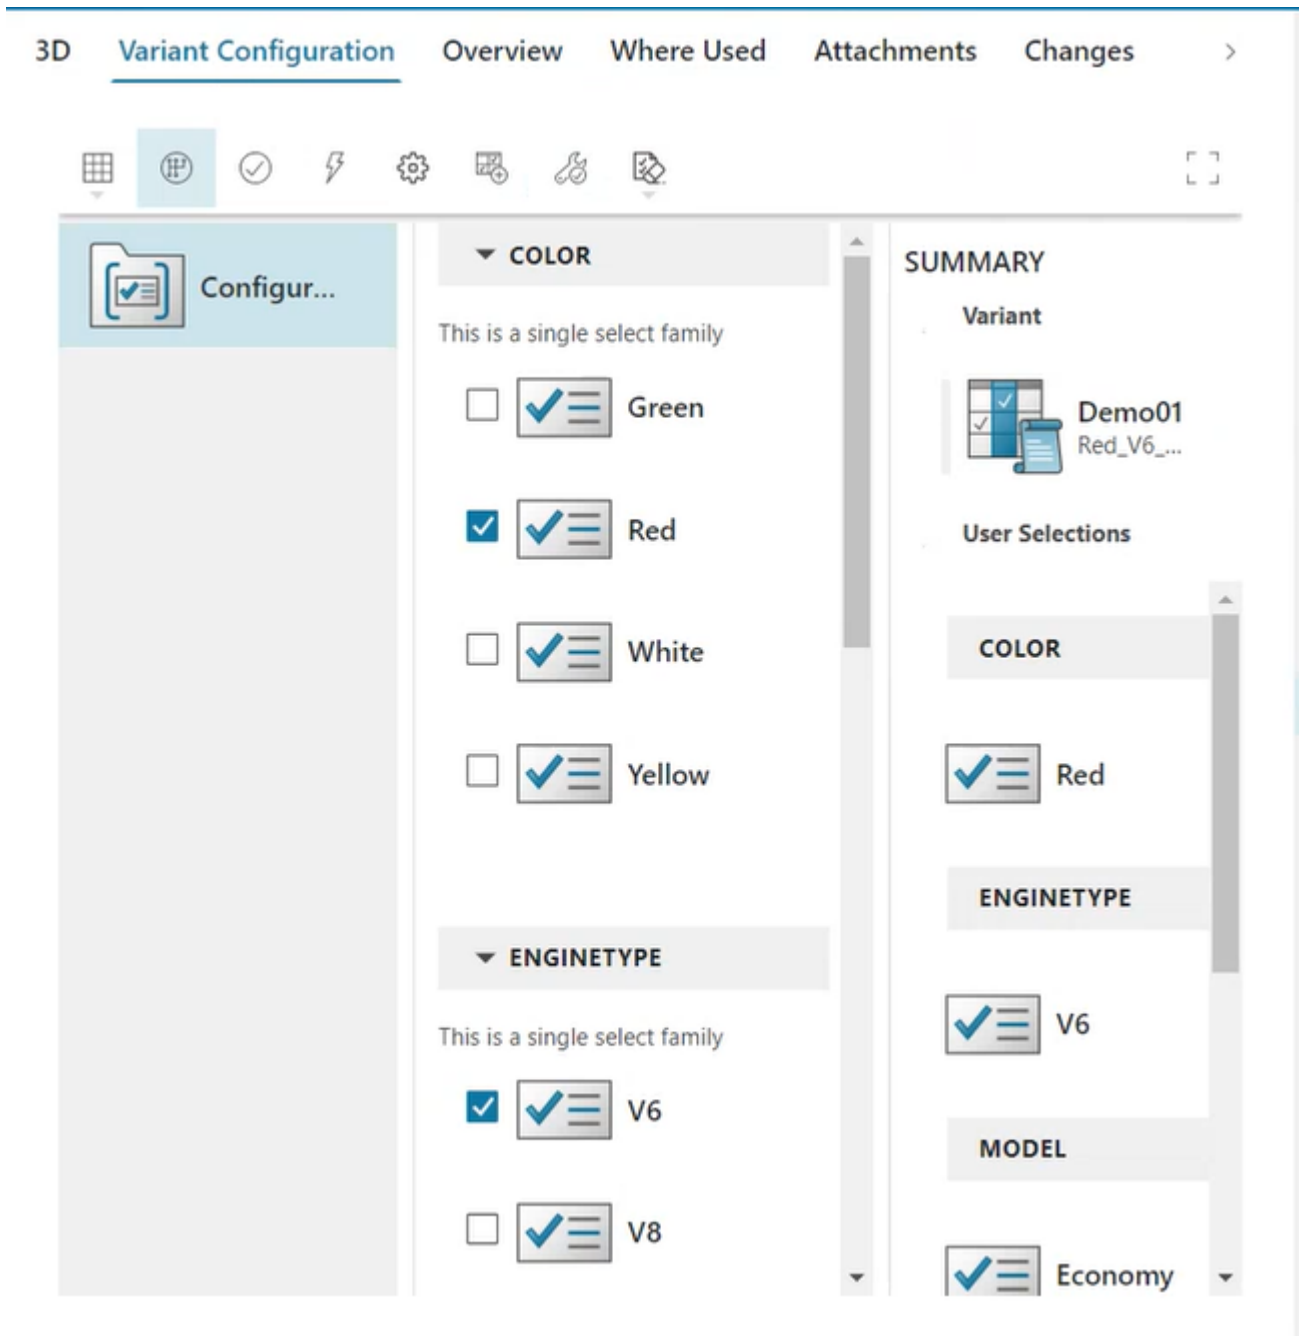 3D Variant Configuration Overview Where Used Attachments Changes
Configur...
COLOR
This is a single select family
Green
Red
White
Yellow
ENGINETYPE
This is a single select family
V6
V8
SUMMARY
Variant
Demo01
Red_V6_...
User Selections
COLOR
Red
ENGINETYPE
V6
MODEL
Economy